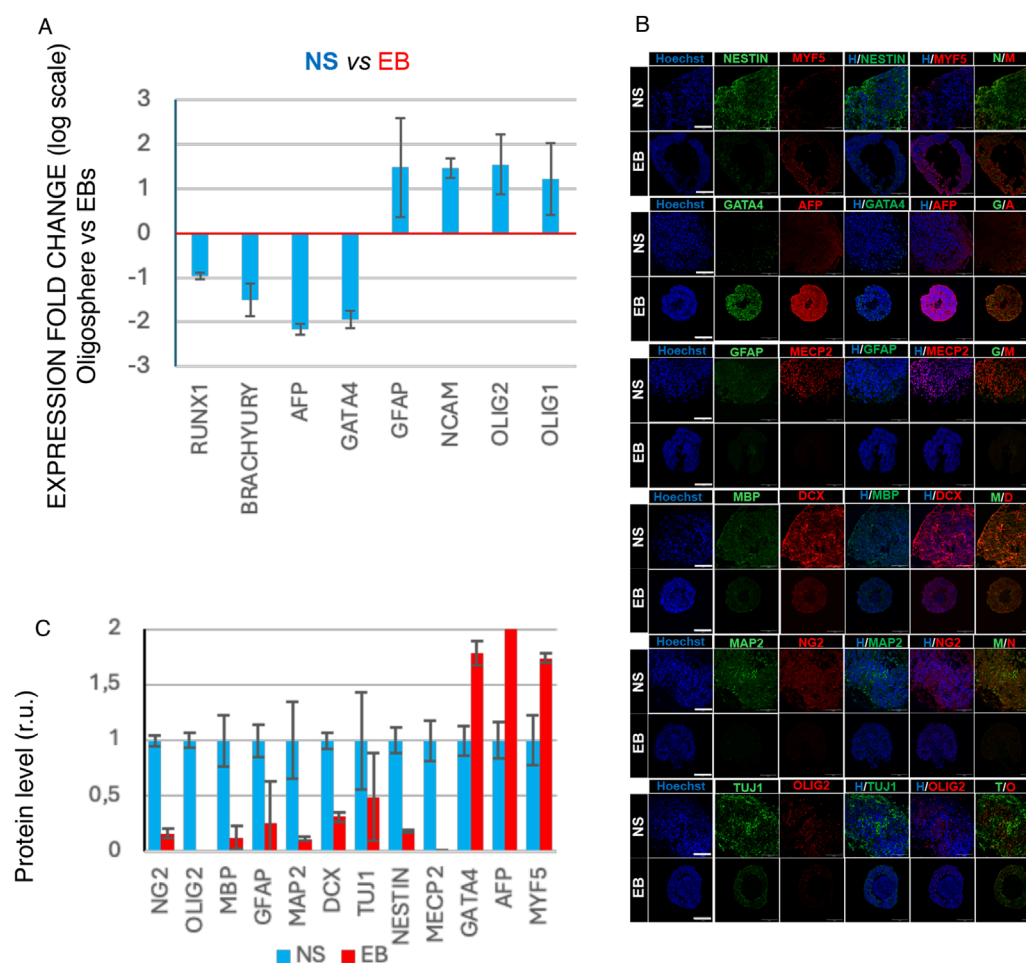 A
NS vs EB
EXPRESSION FOLD CHANGE (log scale)
Oligosphere vs EBs
3
2
1
0
-1
-2
-3
RUNX1
BRACHYURY
AFP
GATA4
GFAP
NCAM
OLIG2
OLIG1
B
Hoechst NESTIN MYF5 H/NESTIN H/MYF5 N/M
NS
EB
Hoechst GATA4 AFP H/GATA4 H/AFP G/A
NS
EB
Hoechst GFAP MECP2 H/GFAP H/MECP2 G/M
NS
EB
Hoechst MBP DCX H/MBP H/DCX M/D
NS
EB
Hoechst MAP2 NG2 H/MAP2 H/NG2 M/N
NS
EB
Hoechst TUJ1 OLIG2 H/TUJ1 H/OLIG2 T/O
NS
EB
C
Protein level (r.u.)
2
1,5
1
0,5
0
NG2
OLIG2
MBP
GFAP
MAP2
DCX
TUJ1
NESTIN
MECP2
GATA4
AFP
MYF5
NS EB